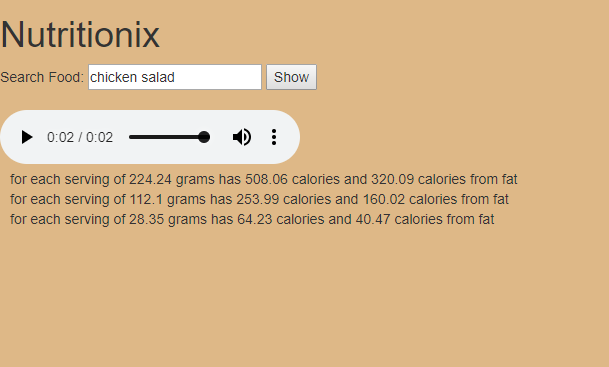 Nutritionix
Search Food: chicken salad Show
0:02 / 0:02
for each serving of 224.24 grams has 508.06 calories and 320.09 calories from fat
for each serving of 112.1 grams has 253.99 calories and 160.02 calories from fat
for each serving of 28.35 grams has 64.23 calories and 40.47 calories from fat